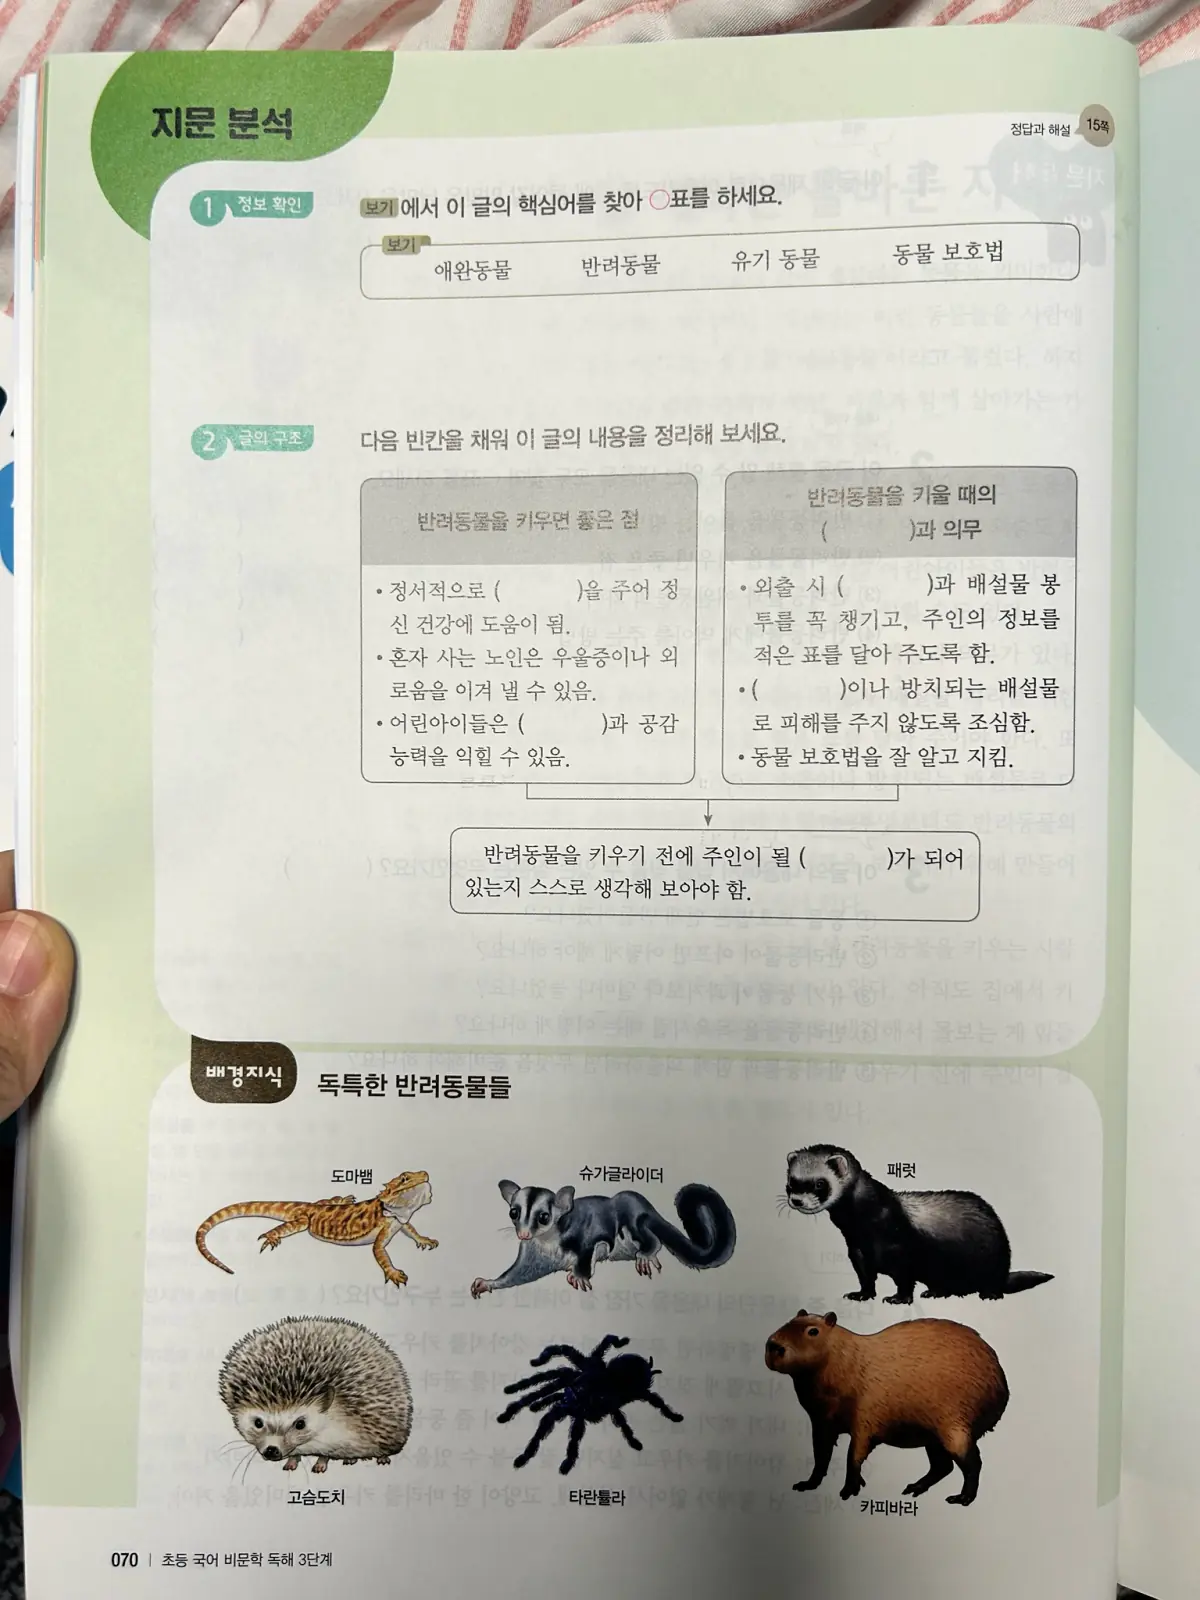 지문 분석
정답과 해설 15쪽
1 정보 확인
보기 에서 이 글의 핵심어를 찾아 ○표를 하세요.
보기
애완동물 반려동물 유기 동물 동물 보호법
2 글의 구조
다음 빈칸을 채워 이 글의 내용을 정리해 보세요.
반려동물을 키우면 좋은 점
• 정서적으로 ( )을 주어 정
신 건강에 도움이 됨.
• 혼자 사는 노인은 우울증이나 외
로움을 이겨 낼 수 있음.
• 어린아이들은 ( )과 공감
능력을 익힐 수 있음.
반려동물을 키울 때의
( )과 의무
• 외출 시 ( )과 배설물 봉
투를 꼭 챙기고, 주인의 정보를
적은 표를 달아 주도록 함.
• ( )이나 방치되는 배설물
로 피해를 주지 않도록 조심함.
• 동물 보호법을 잘 알고 지킴.
반려동물을 키우기 전에 주인이 될 ( )가 되어
있는지 스스로 생각해 보아야 함.
배경지식
독특한 반려동물들
도마뱀
슈가글라이더
패럿
고슴도치
타란툴라
카피바라
070 | 초등 국어 비문학 독해 3단계